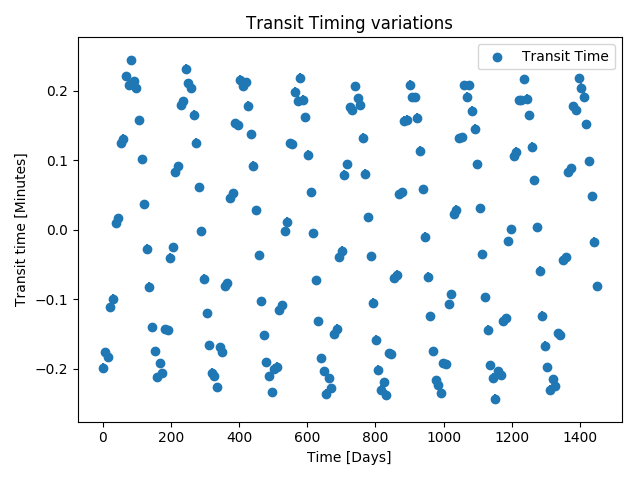 Transit Timing variations
Transit Time
Transit time [Minutes]
0.2
0.1
0.0
−0.1
−0.2
0 200 400 600 800 1000 1200 1400
Time [Days]